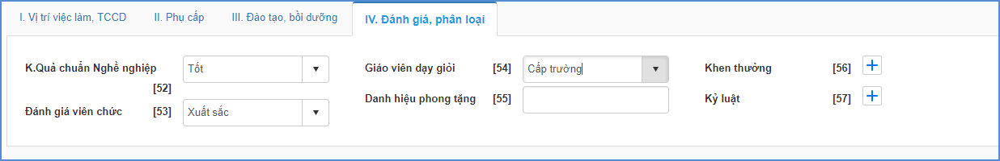 I. Vị trí việc làm, TCCD II. Phụ cấp III. Đào tạo, bồi dưỡng IV. Đánh giá, phân loại
K.Quả chuẩn Nghề nghiệp [52] Tốt Giáo viên dạy giỏi [54] Cấp trường Khen thưởng [56]
Danh hiệu phong tặng [55] Kỷ luật [57]
Đánh giá viên chức [53] Xuất sắc